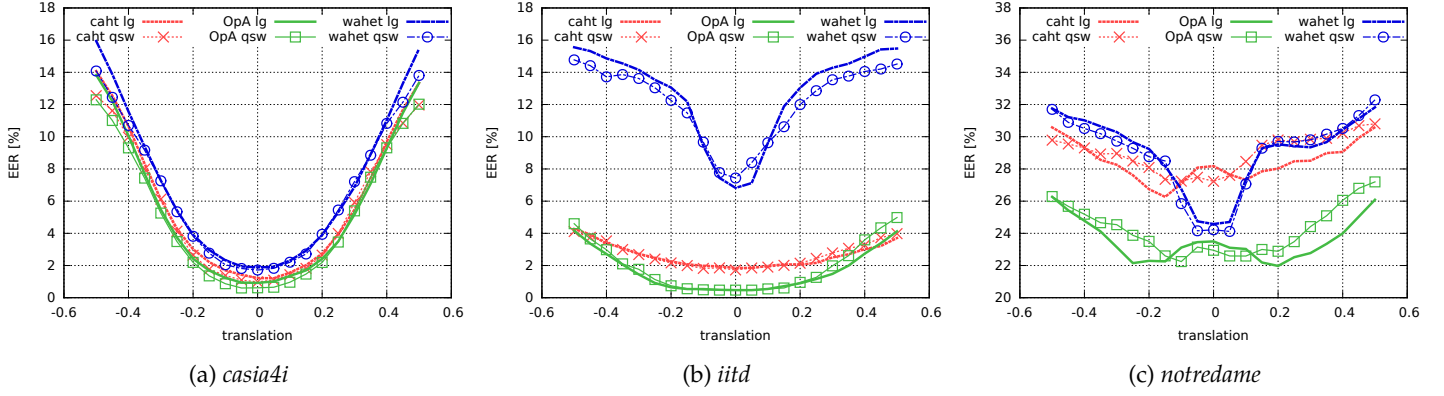 caht lg OpA lg wahet lg
caht qsw OpA qsw wahet qsw
18
16
14
12
10
8
6
4
2
0
EER [%]
-0.6 -0.4 -0.2 0 0.2 0.4 0.6
translation
(a) casia4i
caht lg OpA lg wahet lg
caht qsw OpA qsw wahet qsw
18
16
14
12
10
8
6
4
2
0
EER [%]
-0.6 -0.4 -0.2 0 0.2 0.4 0.6
translation
(b) iitd
caht lg OpA lg wahet lg
caht qsw OpA qsw wahet qsw
38
36
34
32
30
28
26
24
22
20
EER [%]
-0.6 -0.4 -0.2 0 0.2 0.4 0.6
translation
(c) notredame